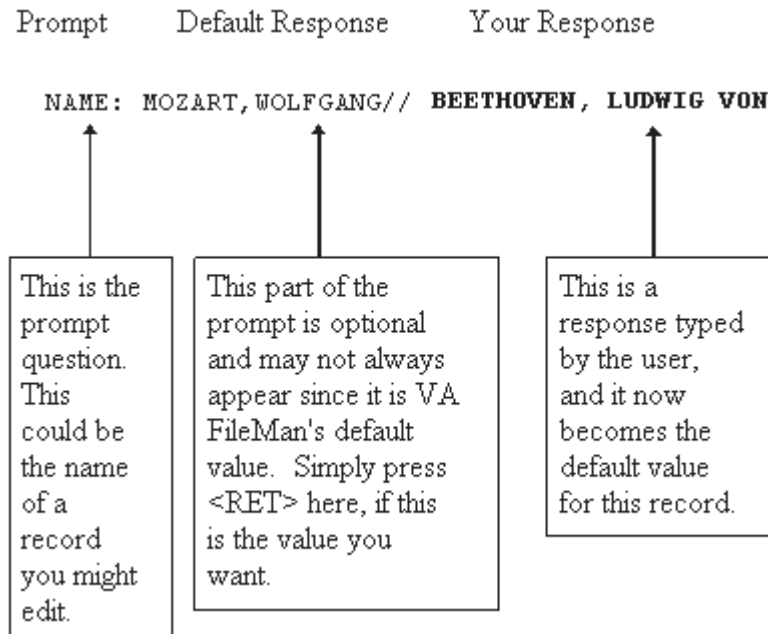 Prompt Default Response Your Response
NAME: MOZART,WOLFGANG// BEETHOVEN, LUDWIG VON
This is the
prompt
question.
This
could be
the name
of a
record
you might
edit.
This part of the
prompt is optional
and may not always
appear since it is VA
FileMan's default
value. Simply press
<RET> here, if this
is the value you
want.
This is a
response typed
by the user,
and it now
becomes the
default value
for this record.